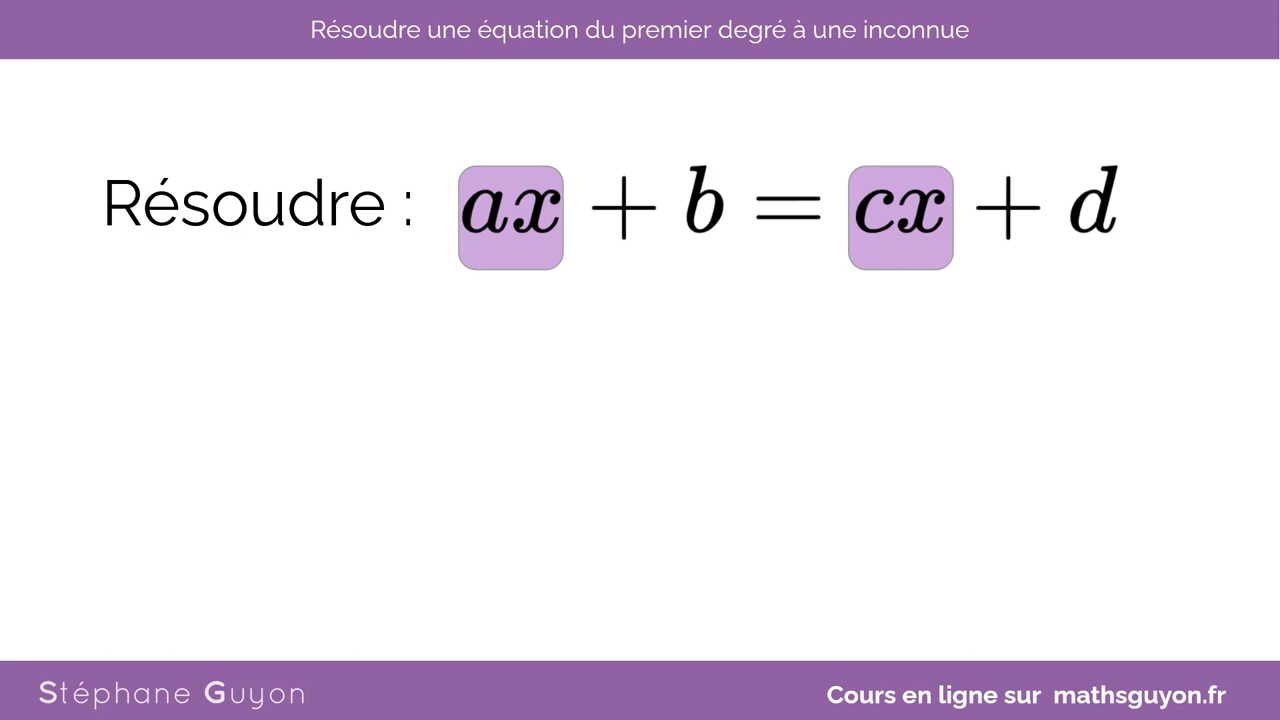 Résoudre une équation du premier degré à une inconnue
Résoudre : ax + b = cx + d
Stéphane Guyon
Cours en ligne sur mathsguyon.fr